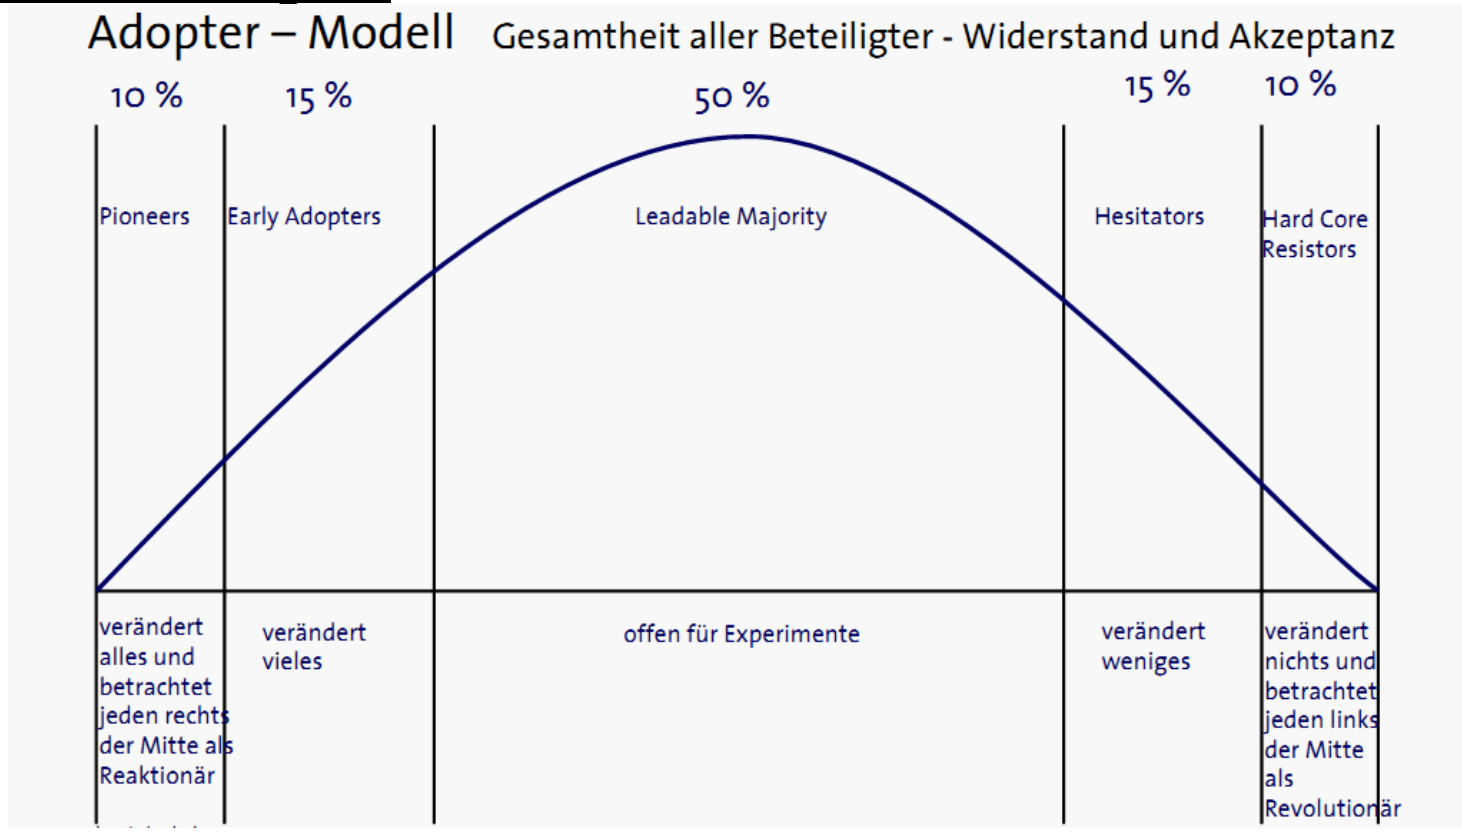 Adopter – Modell Gesamtheit aller Beteiligter - Widerstand und Akzeptanz
10 % 15 % 50 % 15 % 10 %
Pioneers
Early Adopters
Leadable Majority
Hesitators
Hard Core
Resistors
verändert
alles und
betrachtet
jeden rechts
der Mitte als
Reaktionär
verändert
vieles
offen für Experimente
verändert
weniges
verändert
nichts und
betrachtet
jeden links
der Mitte
als
Revolutionär